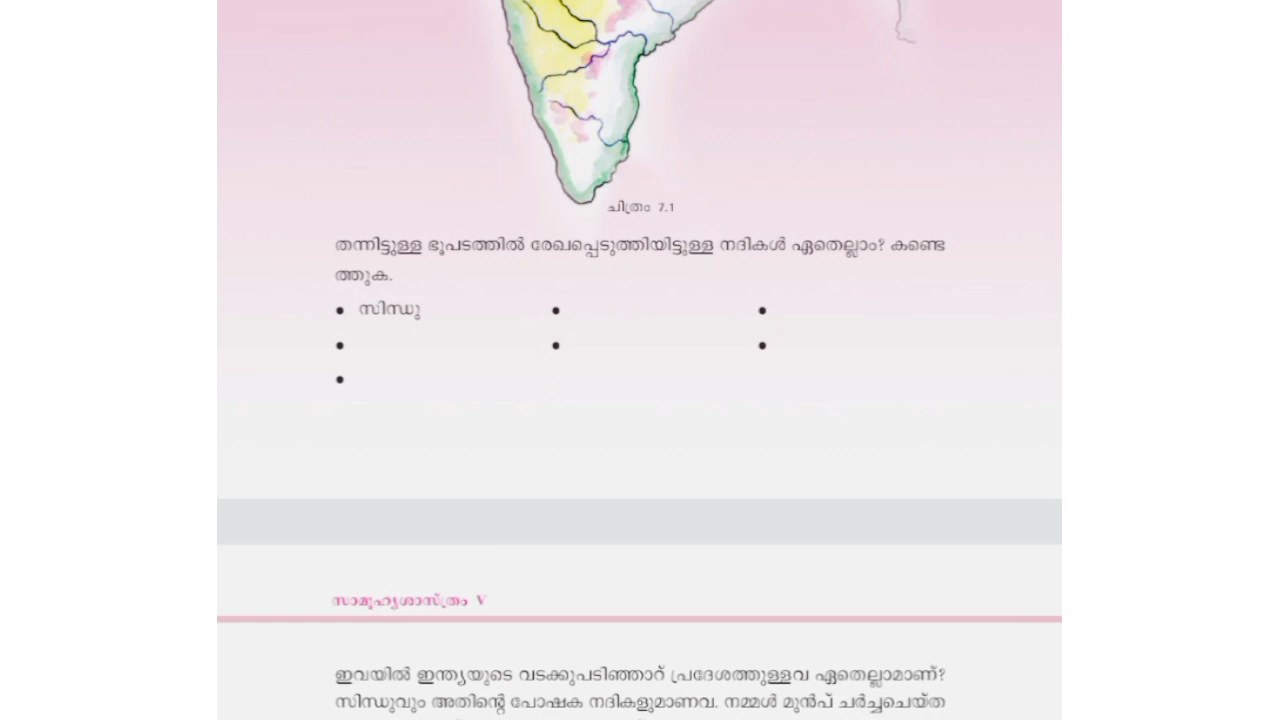 ചിത്രം 7.1
തന്നിട്ടുള്ള ഭൂപടത്തിൽ രേഖപ്പെടുത്തിയിട്ടുള്ള നദികൾ ഏതെല്ലാം? കണ്ടെ
ത്തുക.
• സിന്ധു • •
• • •
•
സാമൂഹ്യശാസ്ത്രം V
ഇവയിൽ ഇന്ത്യയുടെ വടക്കുപടിഞ്ഞാറ് പ്രദേശത്തുള്ളവ ഏതെല്ലാമാണ്?
സിന്ധുവും അതിന്റെ പോഷക നദികളുമാണവ. നമ്മൾ മുൻപ് ചർച്ചചെയ്ത